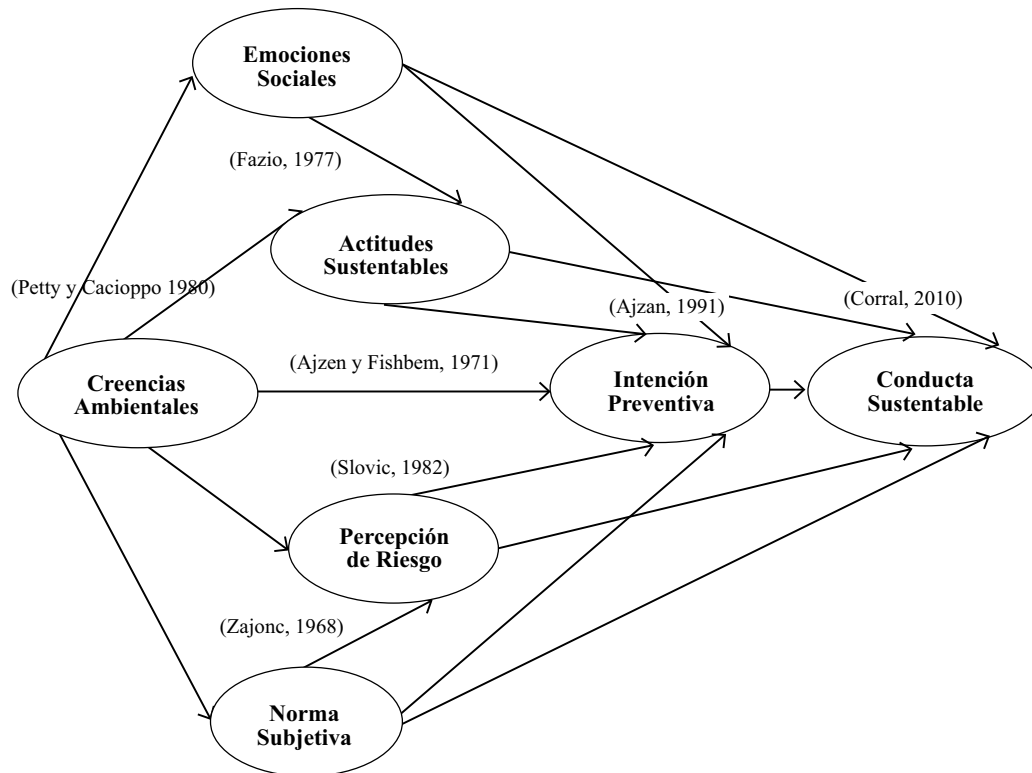 Emociones
Sociales
(Fazio, 1977)
Actitudes
Sustentables
(Petty y Cacioppo 1980)
(Ajzan, 1991)
(Corral, 2010)
(Ajzen y Fishbem, 1971)
Creencias
Ambientales
Intención
Preventiva
Conducta
Sustentable
(Slovic, 1982)
Percepción
de Riesgo
(Zajonc, 1968)
Norma
Subjetiva